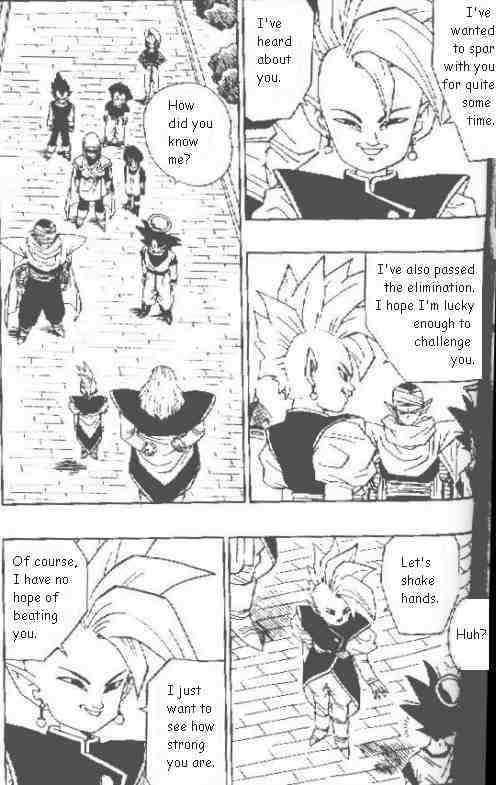 How
did you
know
me?
I've
heard
about
you.
I've
wanted
to spar
with you
for quite
some
time.
I've also passed
the elimination.
I hope I'm lucky
enough to
challenge
you.
Of course,
I have no
hope of
beating
you.
I just
want to
see how
strong
you are.
Let's
shake
hands.
Huh?